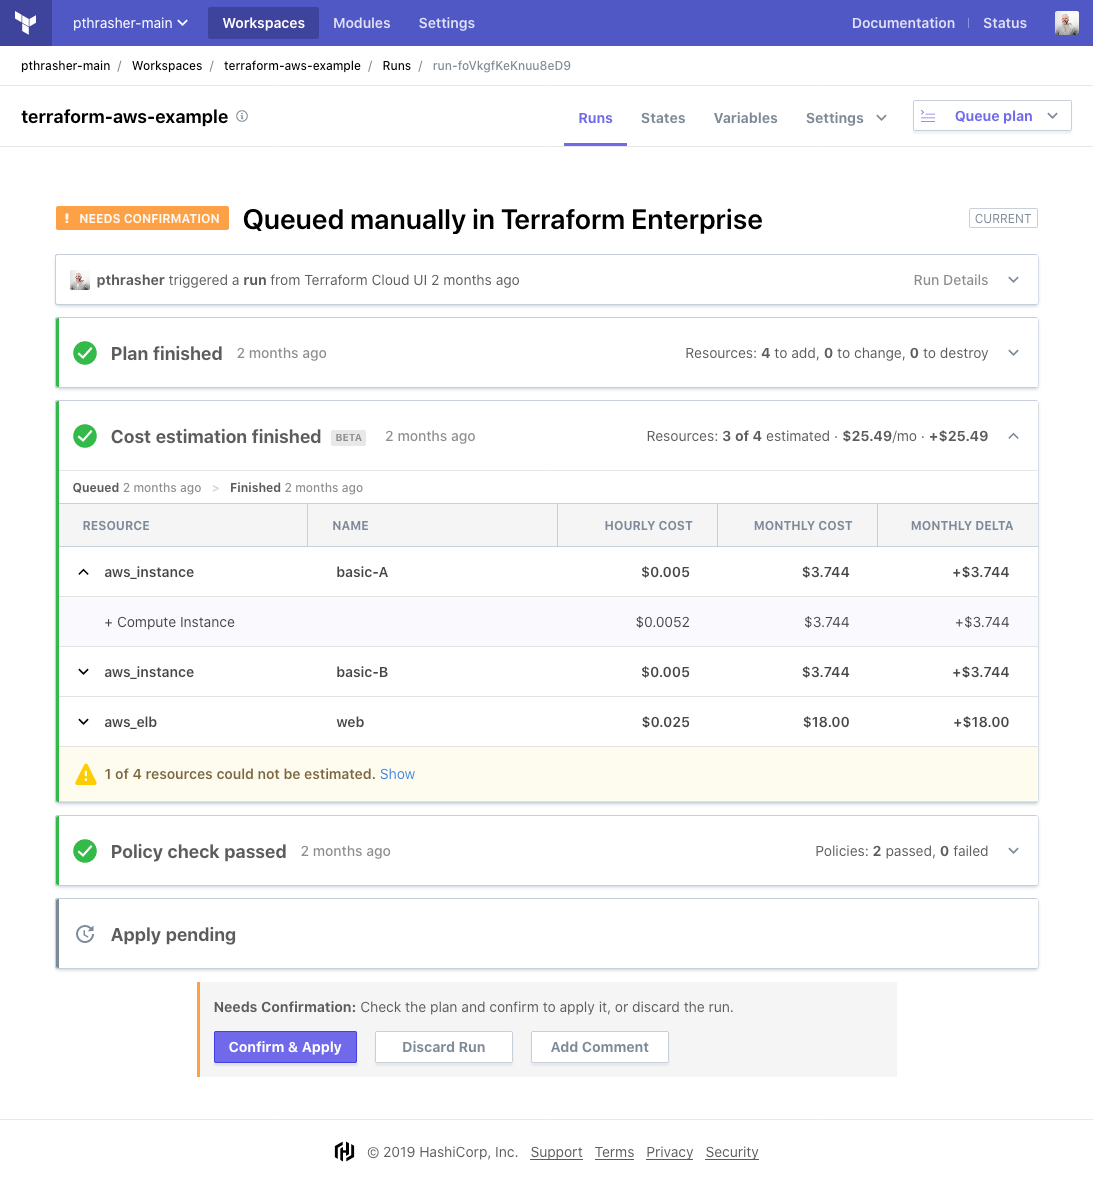 pthrasher-main Workspaces Modules Settings Documentation Status
pthrasher-main / Workspaces / terraform-aws-example / Runs / run-foVkgfKeKnuu8eD9
terraform-aws-example Runs States Variables Settings Queue plan
! NEEDS CONFIRMATION Queued manually in Terraform Enterprise CURRENT
pthrasher triggered a run from Terraform Cloud UI 2 months ago Run Details
Plan finished 2 months ago Resources: 4 to add, 0 to change, 0 to destroy
Cost estimation finished BETA 2 months ago Resources: 3 of 4 estimated · $25.49/mo · +$25.49
Queued 2 months ago > Finished 2 months ago
RESOURCE NAME HOURLY COST MONTHLY COST MONTHLY DELTA
aws_instance basic-A $0.005 $3.744 +$3.744
+ Compute Instance $0.0052 $3.744 +$3.744
aws_instance basic-B $0.005 $3.744 +$3.744
aws_elb web $0.025 $18.00 +$18.00
1 of 4 resources could not be estimated. Show
Policy check passed 2 months ago Policies: 2 passed, 0 failed
Apply pending
Needs Confirmation: Check the plan and confirm to apply it, or discard the run.
Confirm & Apply Discard Run Add Comment
© 2019 HashiCorp, Inc. Support Terms Privacy Security